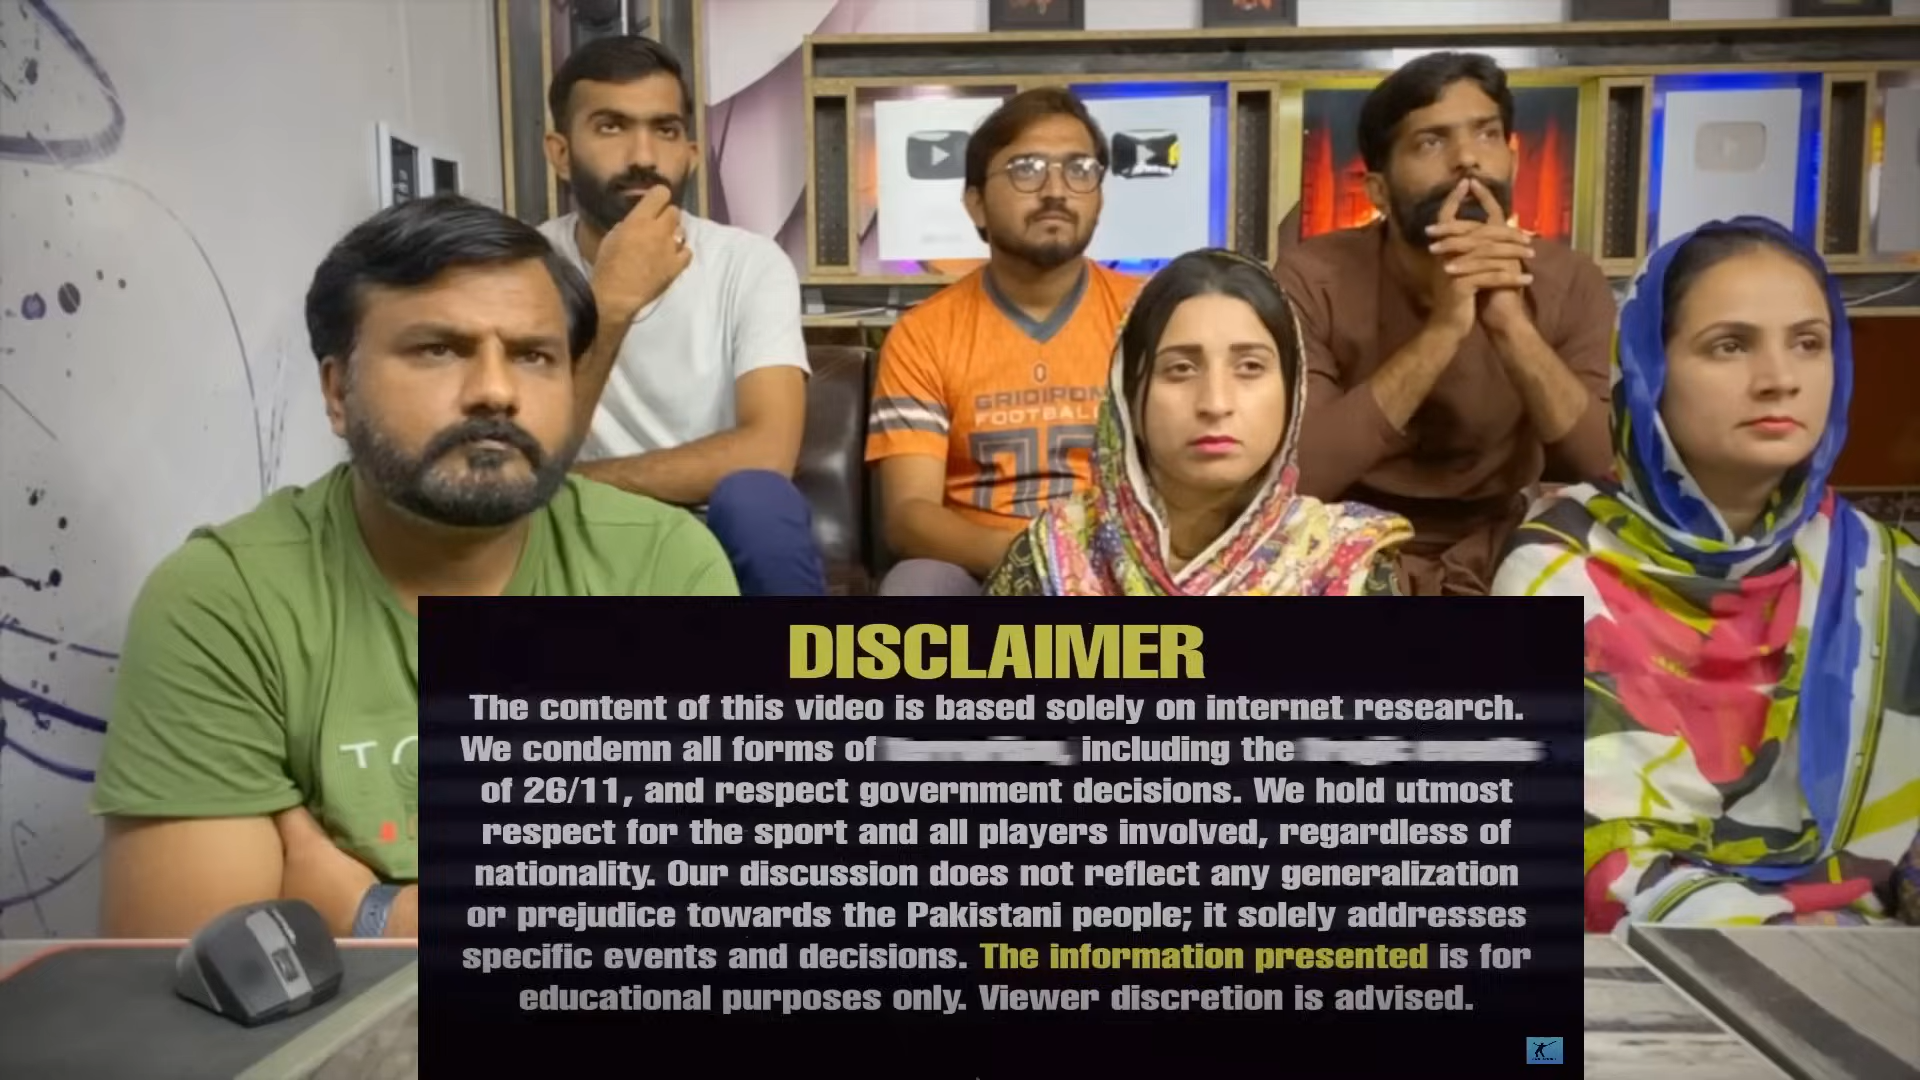 GRIDIRON
FOOTBALL
DISCLAIMER
The content of this video is based solely on internet research.
We condemn all forms of including the
of 26/11, and respect government decisions. We hold utmost
respect for the sport and all players involved, regardless of
nationality. Our discussion does not reflect any generalization
or prejudice towards the Pakistani people; it solely addresses
specific events and decisions. The information presented is for
educational purposes only. Viewer discretion is advised.